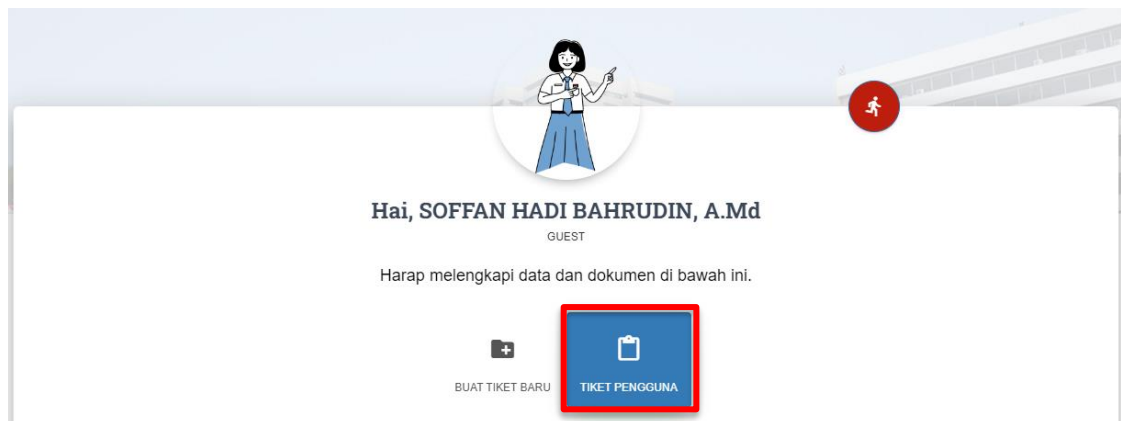 Hai, SOFFAN HADI BAHRUDIN, A.Md
GUEST
Harap melengkapi data dan dokumen di bawah ini.
BUAT TIKET BARU
TIKET PENGGUNA